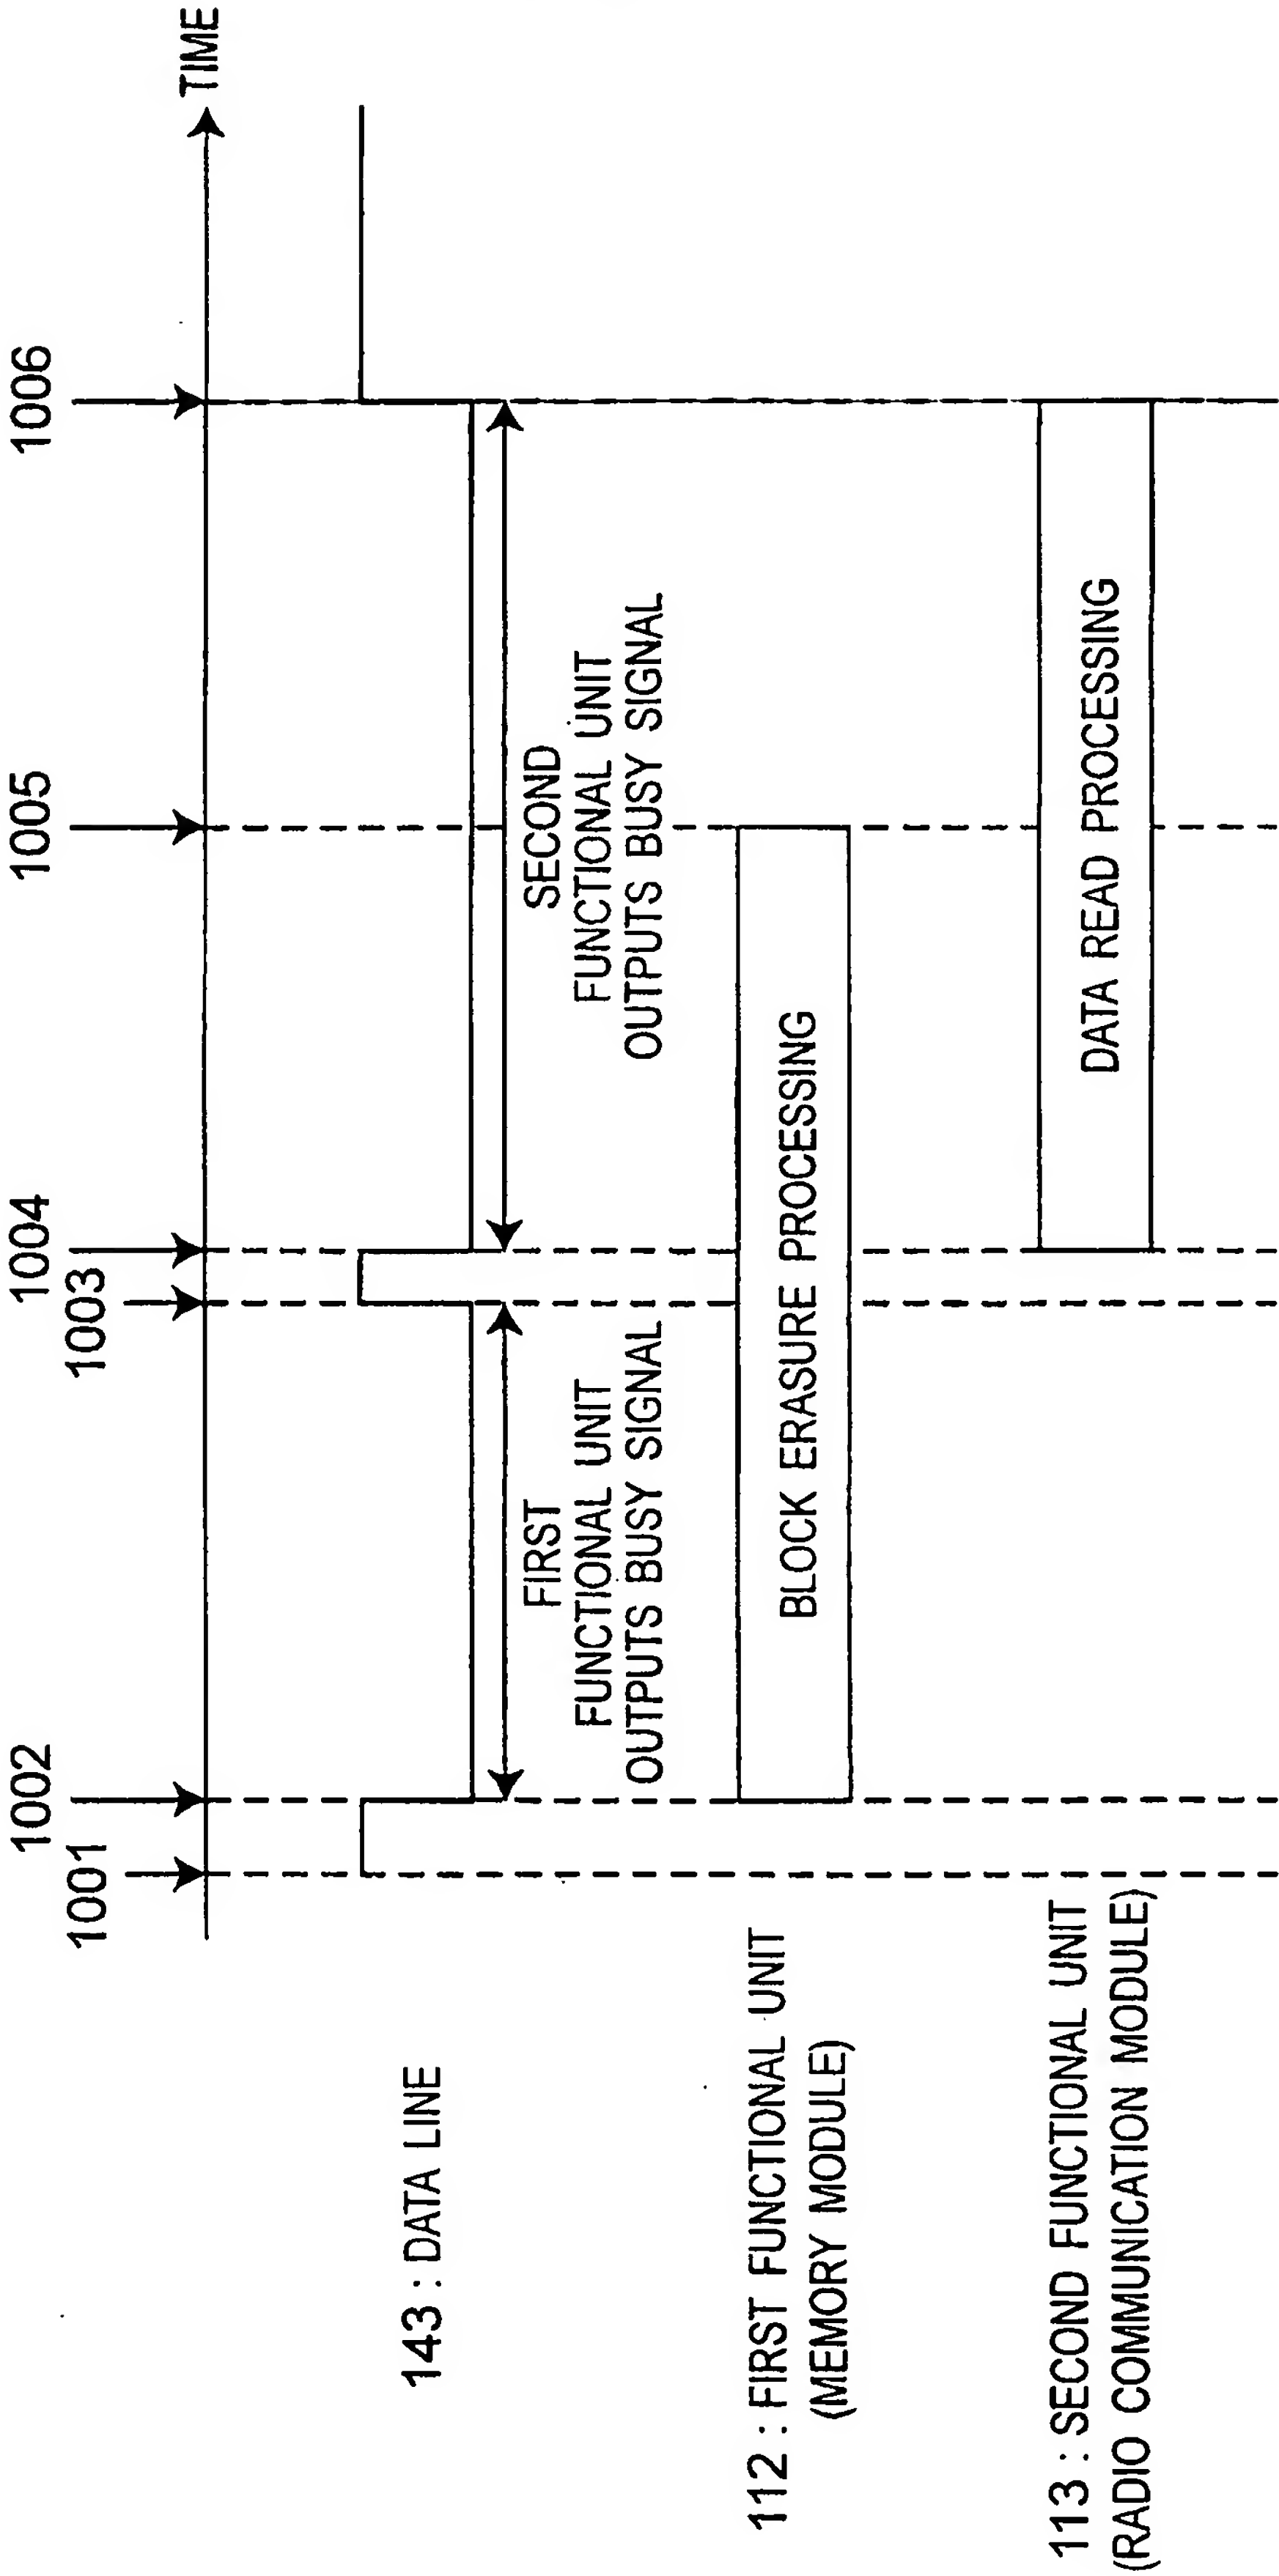 1001
1002
1003
1004
1005
1006
TIME
143 : DATA LINE
FIRST
FUNCTIONAL UNIT
OUTPUTS BUSY SIGNAL
SECOND
FUNCTIONAL UNIT
OUTPUTS BUSY SIGNAL
112 : FIRST FUNCTIONAL UNIT
(MEMORY MODULE)
BLOCK ERASURE PROCESSING
113 : SECOND FUNCTIONAL UNIT
(RADIO COMMUNICATION MODULE)
DATA READ PROCESSING